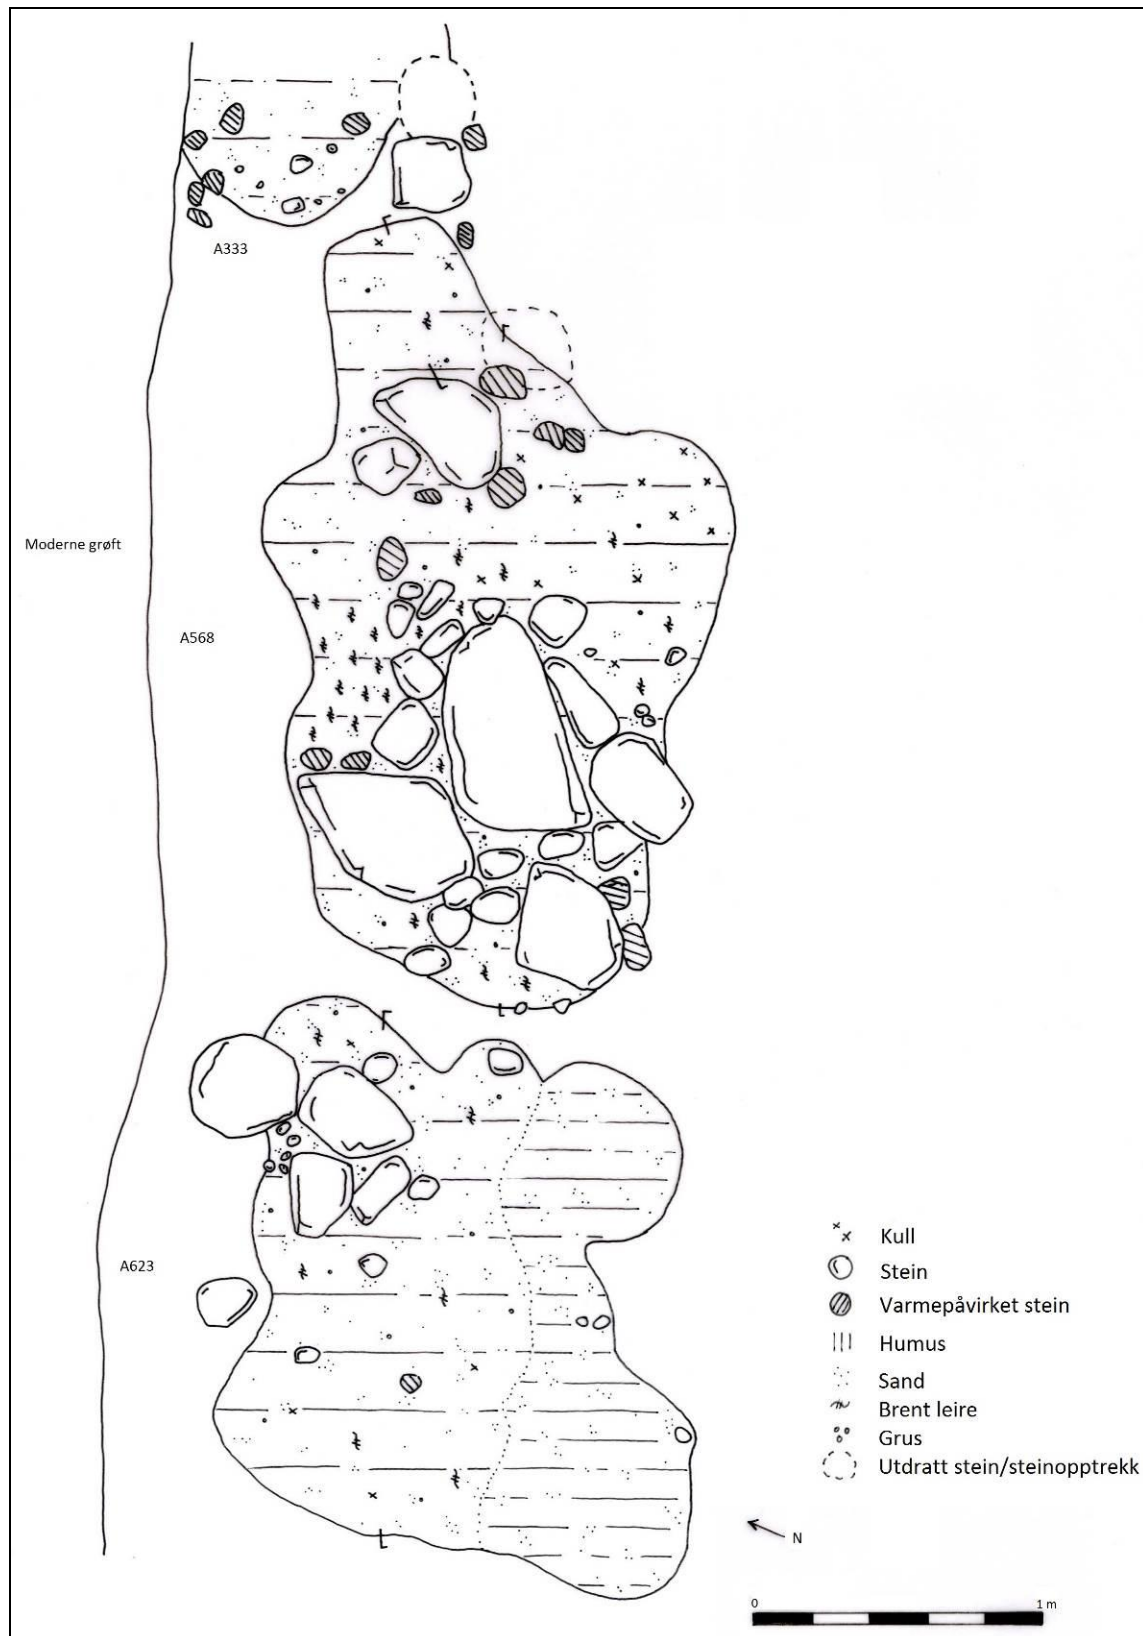 A333
Moderne grøft
A568
A623
Kull
Stein
Varmepåvirket stein
Humus
Sand
Brent leire
Grus
Utdratt stein/steinopptrekk
N
0 1 m